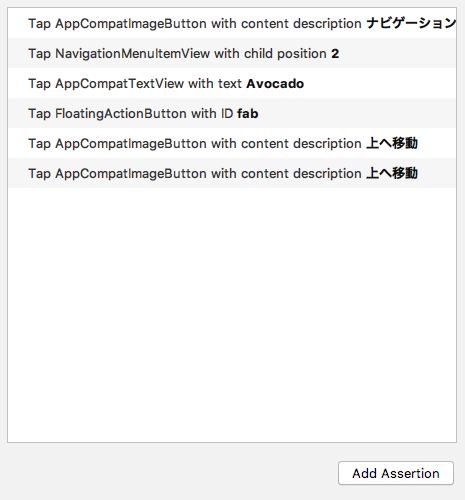 Tap AppCompatImageButton with content description ナビゲーション
Tap NavigationMenuItemView with child position 2
Tap AppCompatTextView with text Avocado
Tap FloatingActionButton with ID fab
Tap AppCompatImageButton with content description 上へ移動
Tap AppCompatImageButton with content description 上へ移動
Add Assertion